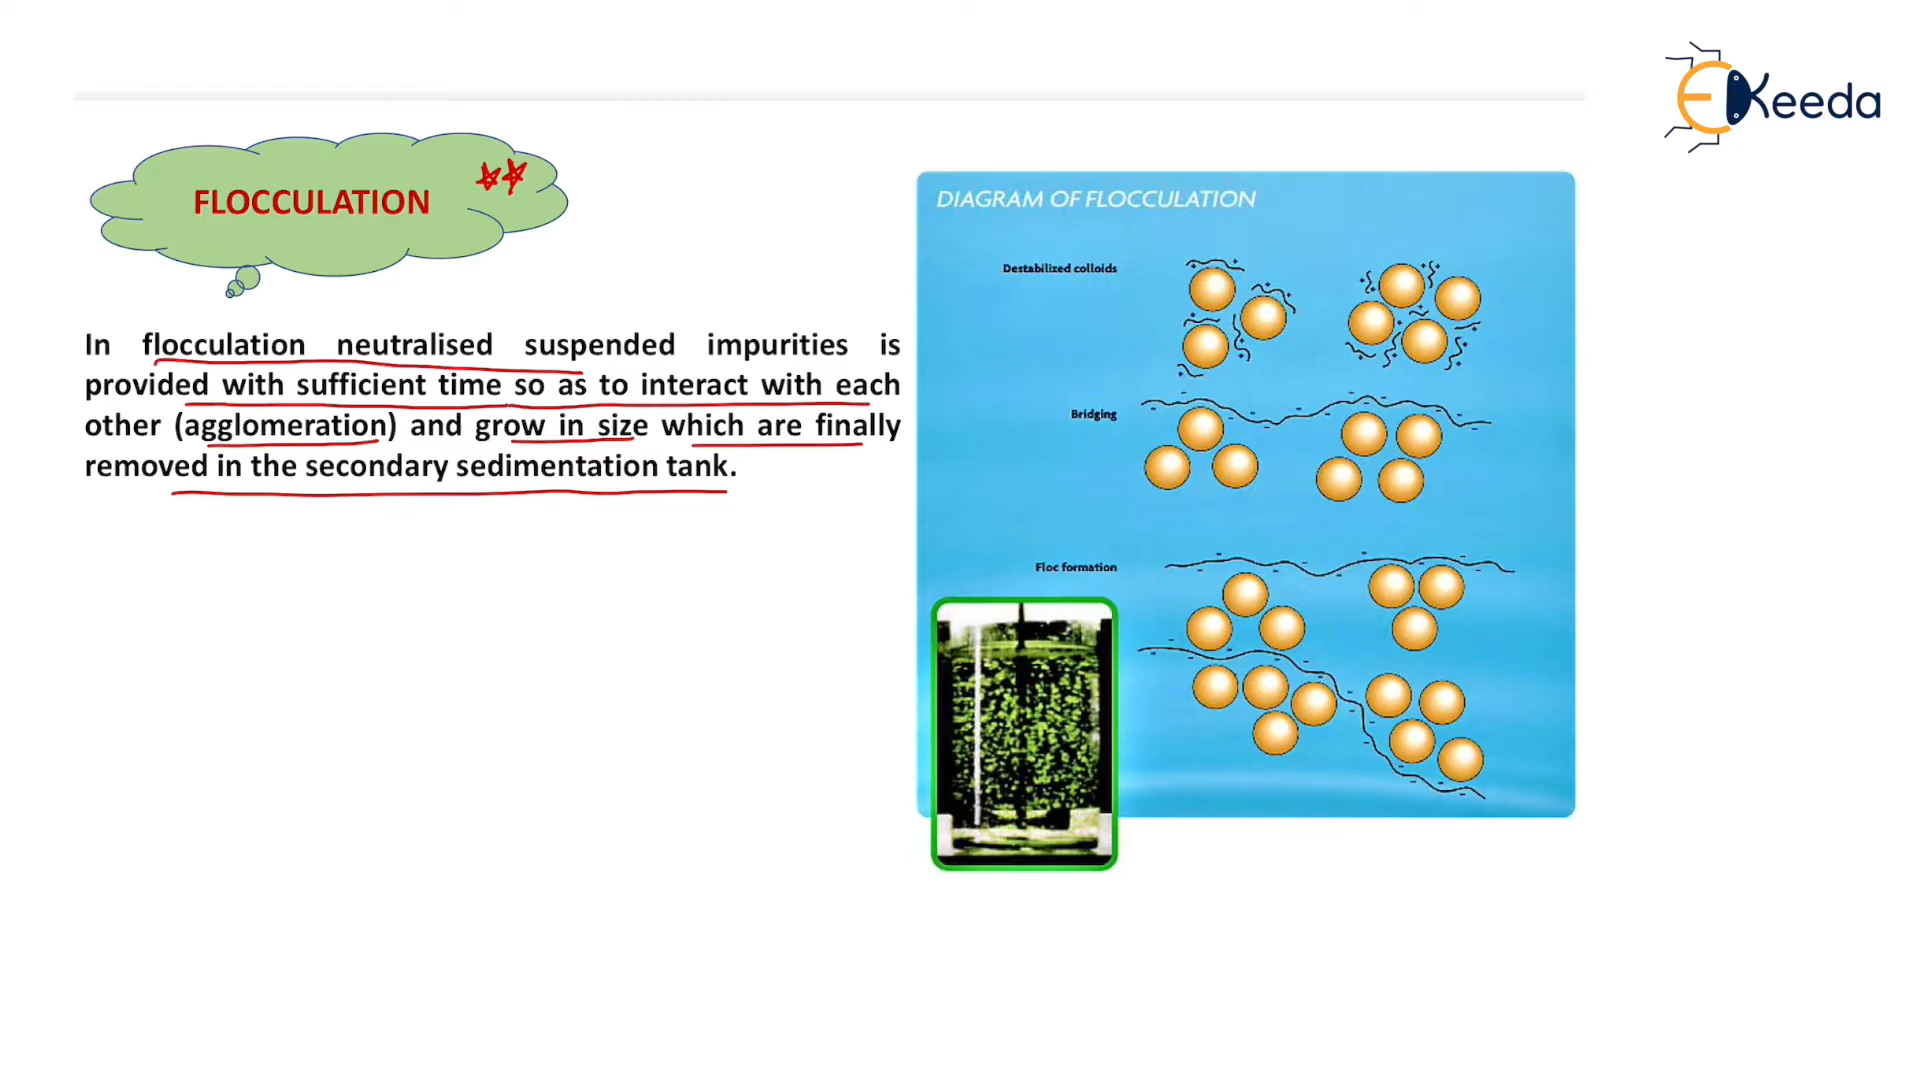 EKeeda
FLOCCULATION
In flocculation neutralised suspended impurities is
provided with sufficient time so as to interact with each
other (agglomeration) and grow in size which are finally
removed in the secondary sedimentation tank.
DIAGRAM OF FLOCCULATION
Destabilized colloids
Bridging
Floc formation